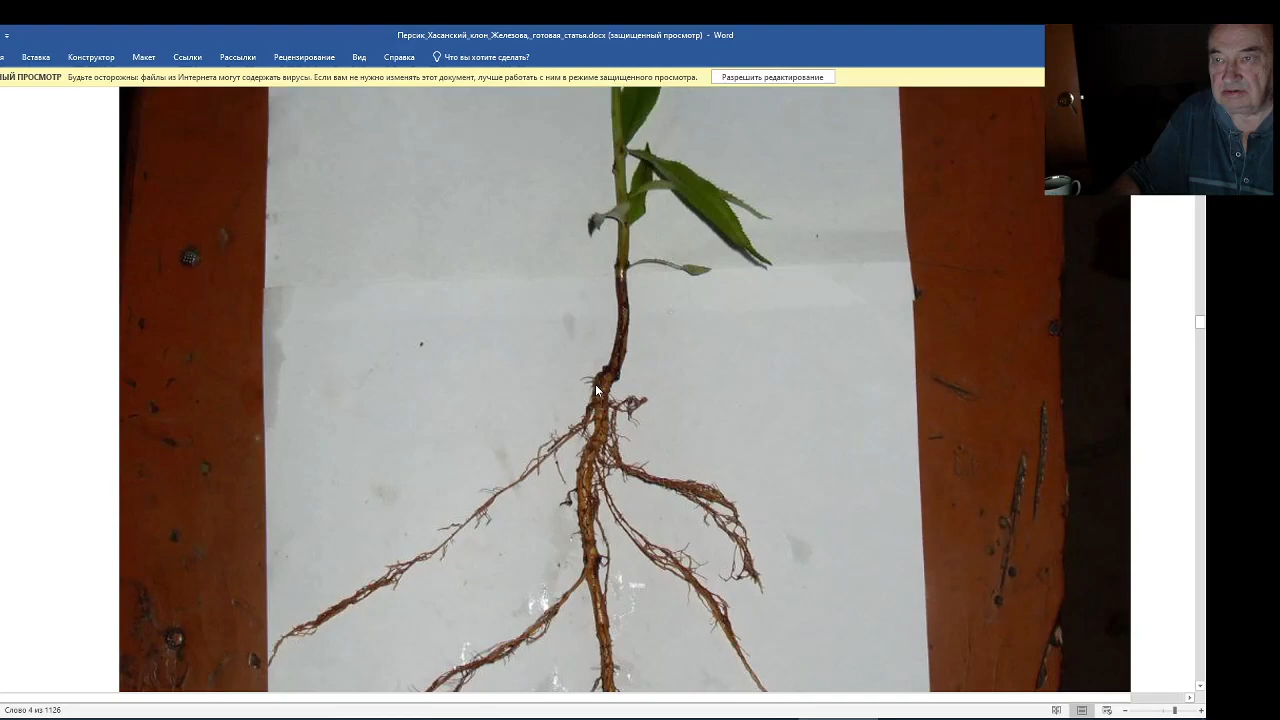 Персик_Хасанский_клон_Железова,_готовая_статья.docx (защищенный просмотр) - Word
Вставка Конструктор Макет Ссылки Рассылки Рецензирование Вид Справка Что вы хотите сделать?
ЫЙ ПРОСМОТР Будьте осторожны: файлы из Интернета могут содержать вирусы. Если вам не нужно изменять этот документ, лучше работать с ним в режиме защищенного просмотра. Разрешить редактирование
Слово 4 из 1126